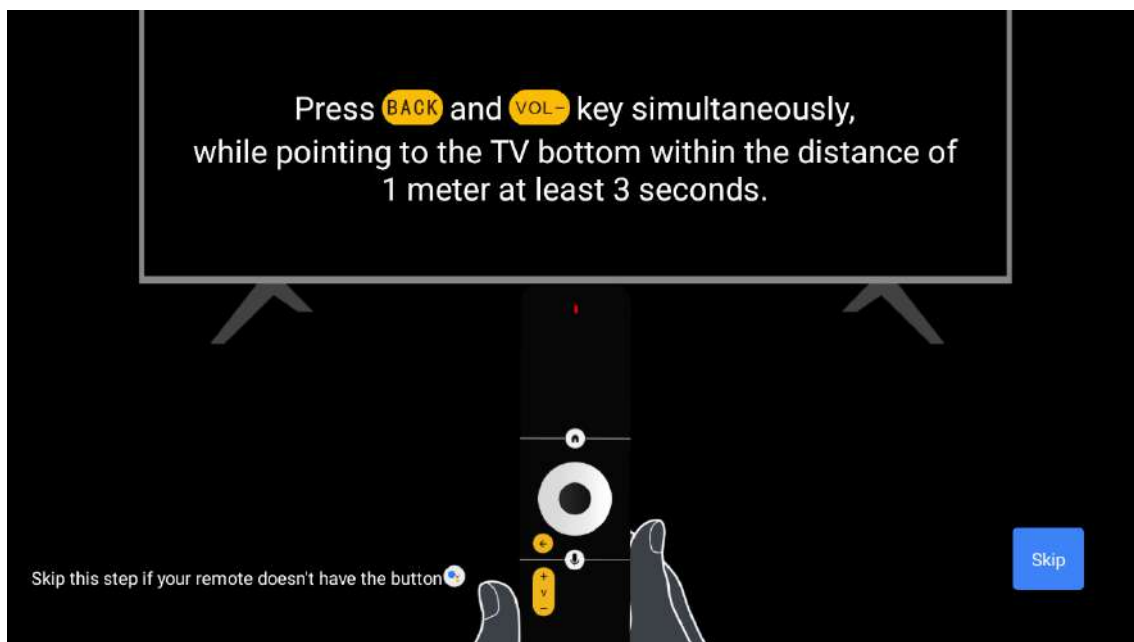 Press BACK and VOL- key simultaneously,
while pointing to the TV bottom within the distance of
1 meter at least 3 seconds.
+
V
-
Skip this step if your remote doesn't have the button
Skip